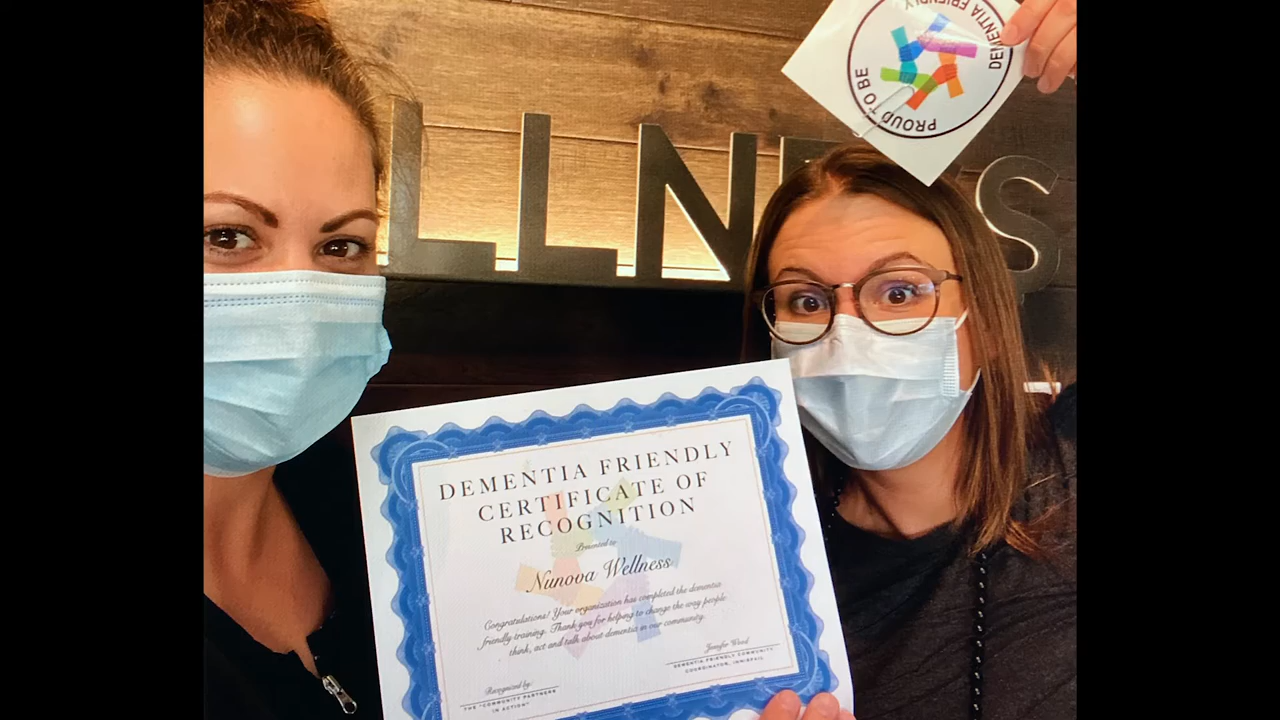 PROUD TO BE
DEMENTIA FRIENDLY
LLNESS
DEMENTIA FRIENDLY
CERTIFICATE OF
RECOGNITION
Presented to
Nunova Wellness
Congratulations! Your organization has completed the dementia
friendly training. Thank you for helping to change the way people
think, act and talk about dementia in our community.
Jennifer Wood
DEMENTIA FRIENDLY COMMUNITY
COORDINATOR, INNISFAIL
Recognized by:
THE "COMMUNITY PARTNERS
IN ACTION"